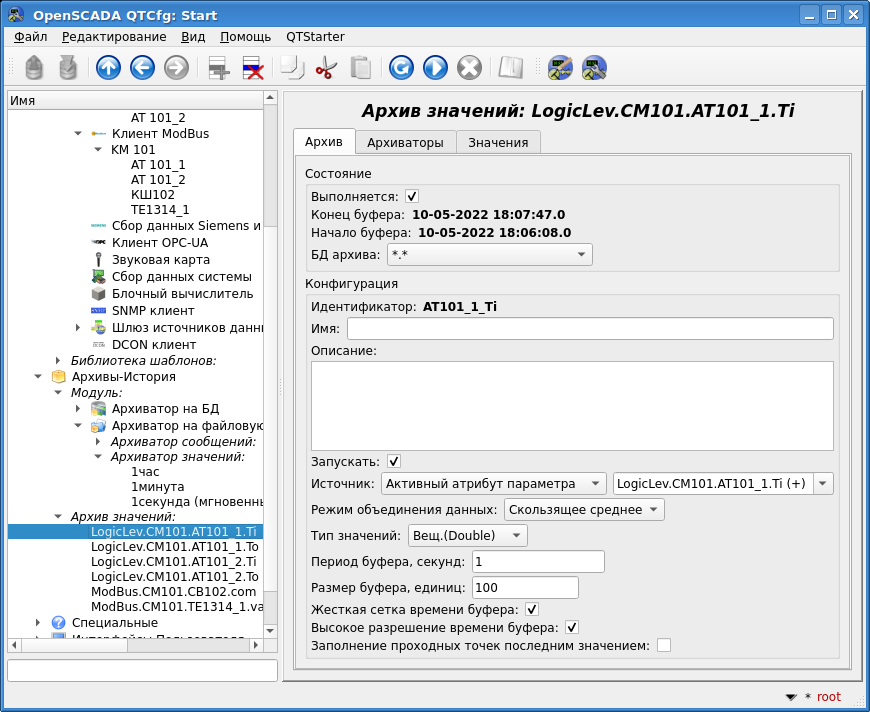 OpenSCADA QTCfg: Start
Файл Редактирование Вид Помощь QTStarter
Имя
АТ 101_2
Клиент ModBus
КМ 101
АТ 101_1
АТ 101_2
КШ102
ТЕ1314_1
Сбор данных Siemens и
Клиент OPC-UA
Звуковая карта
Сбор данных системы
Блочный вычислитель
SNMP клиент
Шлюз источников данн
DCON клиент
Библиотека шаблонов:
Архивы-История
Модуль:
Архиватор на БД
Архиватор на файловую
Архиватор сообщений:
Архиватор значений:
1час
1минута
1секунда (мгновенн
Архив значений:
LogicLev.CM101.AT101_1.Ti
LogicLev.CM101.AT101_1.To
LogicLev.CM101.AT101_2.Ti
LogicLev.CM101.AT101_2.To
ModBus.CM101.CB102.com
ModBus.CM101.TE1314_1.va
Специальные
Интерфейсы Пользователя
Архив значений: LogicLev.CM101.AT101_1.Ti
Архив Архиваторы Значения
Состояние
Выполняется:
Конец буфера: 10-05-2022 18:07:47.0
Начало буфера: 10-05-2022 18:06:08.0
БД архива: *.*
Конфигурация
Идентификатор: AT101_1_Ti
Имя:
Описание:
Запускать:
Источник: Активный атрибут параметра LogicLev.CM101.AT101_1.Ti (+)
Режим объединения данных: Скользящее среднее
Тип значений: Вещ.(Double)
Период буфера, секунд: 1
Размер буфера, единиц: 100
Жесткая сетка времени буфера:
Высокое разрешение времени буфера:
Заполнение проходных точек последним значением:
* root